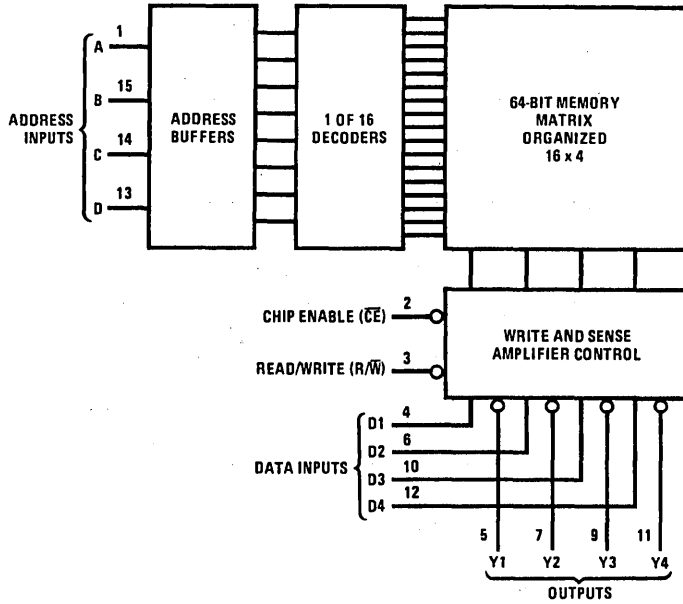 ADDRESS
INPUTS
A 1
B 15
C 14
D 13
ADDRESS
BUFFERS
1 OF 16
DECODERS
64-BIT MEMORY
MATRIX
ORGANIZED
16 x 4
CHIP ENABLE (C̅E̅) 2
READ/WRITE (R/W̅) 3
WRITE AND SENSE
AMPLIFIER CONTROL
DATA INPUTS
D1 4
D2 6
D3 10
D4 12
5 7 9 11
Y1 Y2 Y3 Y4
OUTPUTS